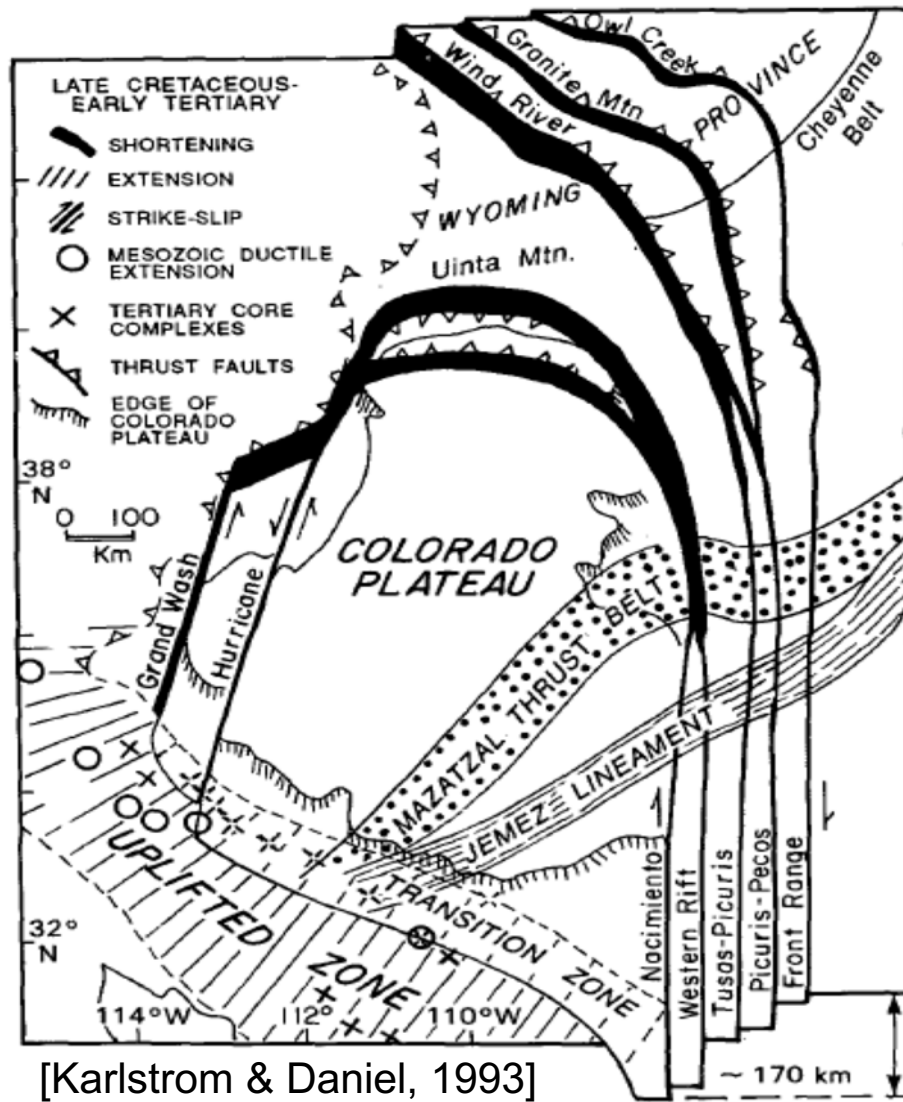 LATE CRETACEOUS-
EARLY TERTIARY
SHORTENING
EXTENSION
STRIKE-SLIP
MESOZOIC DUCTILE
EXTENSION
TERTIARY CORE
COMPLEXES
THRUST FAULTS
EDGE OF
COLORADO
PLATEAU
38°
N
0 100
Km
Owl Creek
Granite Mtn
Wind River
PROVINCE
Cheyenne
Belt
WYOMING
Uinta Mtn.
COLORADO
PLATEAU
Grand Wash
Hurricane
MAZATZAL THRUST BELT
JEMEZ LINEAMENT
TRANSITION ZONE
UPLIFTED
ZONE
32°
N
114°W
112°
110°W
Nacimiento
Western Rift
Tusas-Picuris
Picuris-Pecos
Front Range
~ 170 km
[Karlstrom & Daniel, 1993]